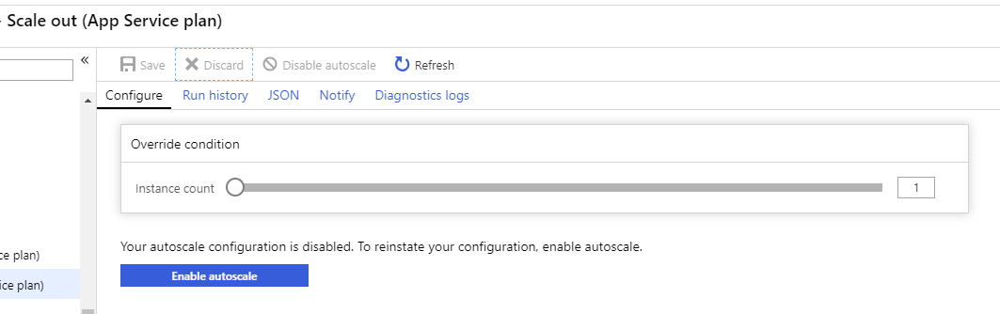 Scale out (App Service plan)
«
Save Discard Disable autoscale Refresh
Configure Run history JSON Notify Diagnostics logs
Override condition
Instance count 1
Your autoscale configuration is disabled. To reinstate your configuration, enable autoscale.
ce plan)
Enable autoscale
ice plan)